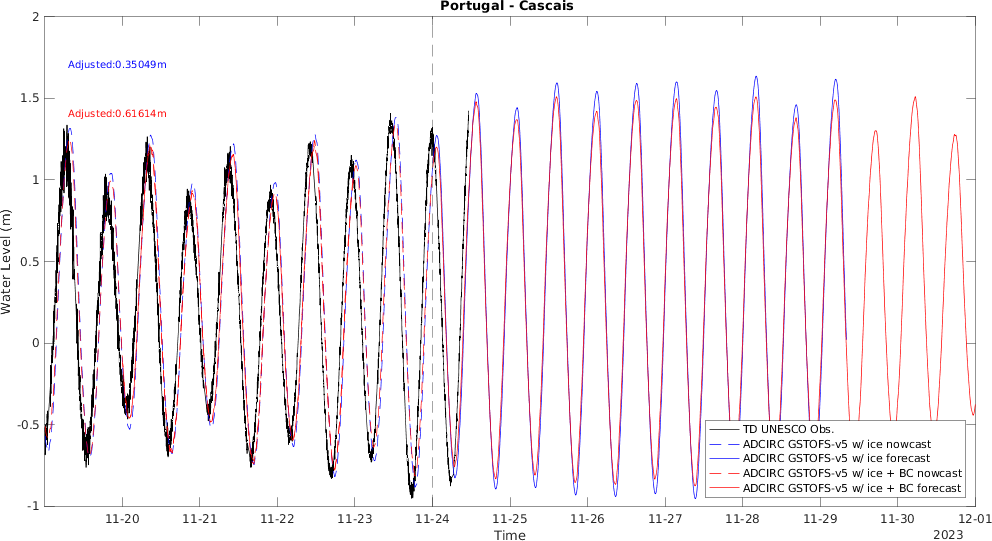 Portugal - Cascais
Adjusted:0.35049m
Adjusted:0.61614m
Water Level (m)
2
1.5
1
0.5
0
-0.5
-1
TD UNESCO Obs.
ADCIRC GSTOFS-v5 w/ ice nowcast
ADCIRC GSTOFS-v5 w/ ice forecast
ADCIRC GSTOFS-v5 w/ ice + BC nowcast
ADCIRC GSTOFS-v5 w/ ice + BC forecast
11-20 11-21 11-22 11-23 11-24 11-25 11-26 11-27 11-28 11-29 11-30 12-01
Time
2023